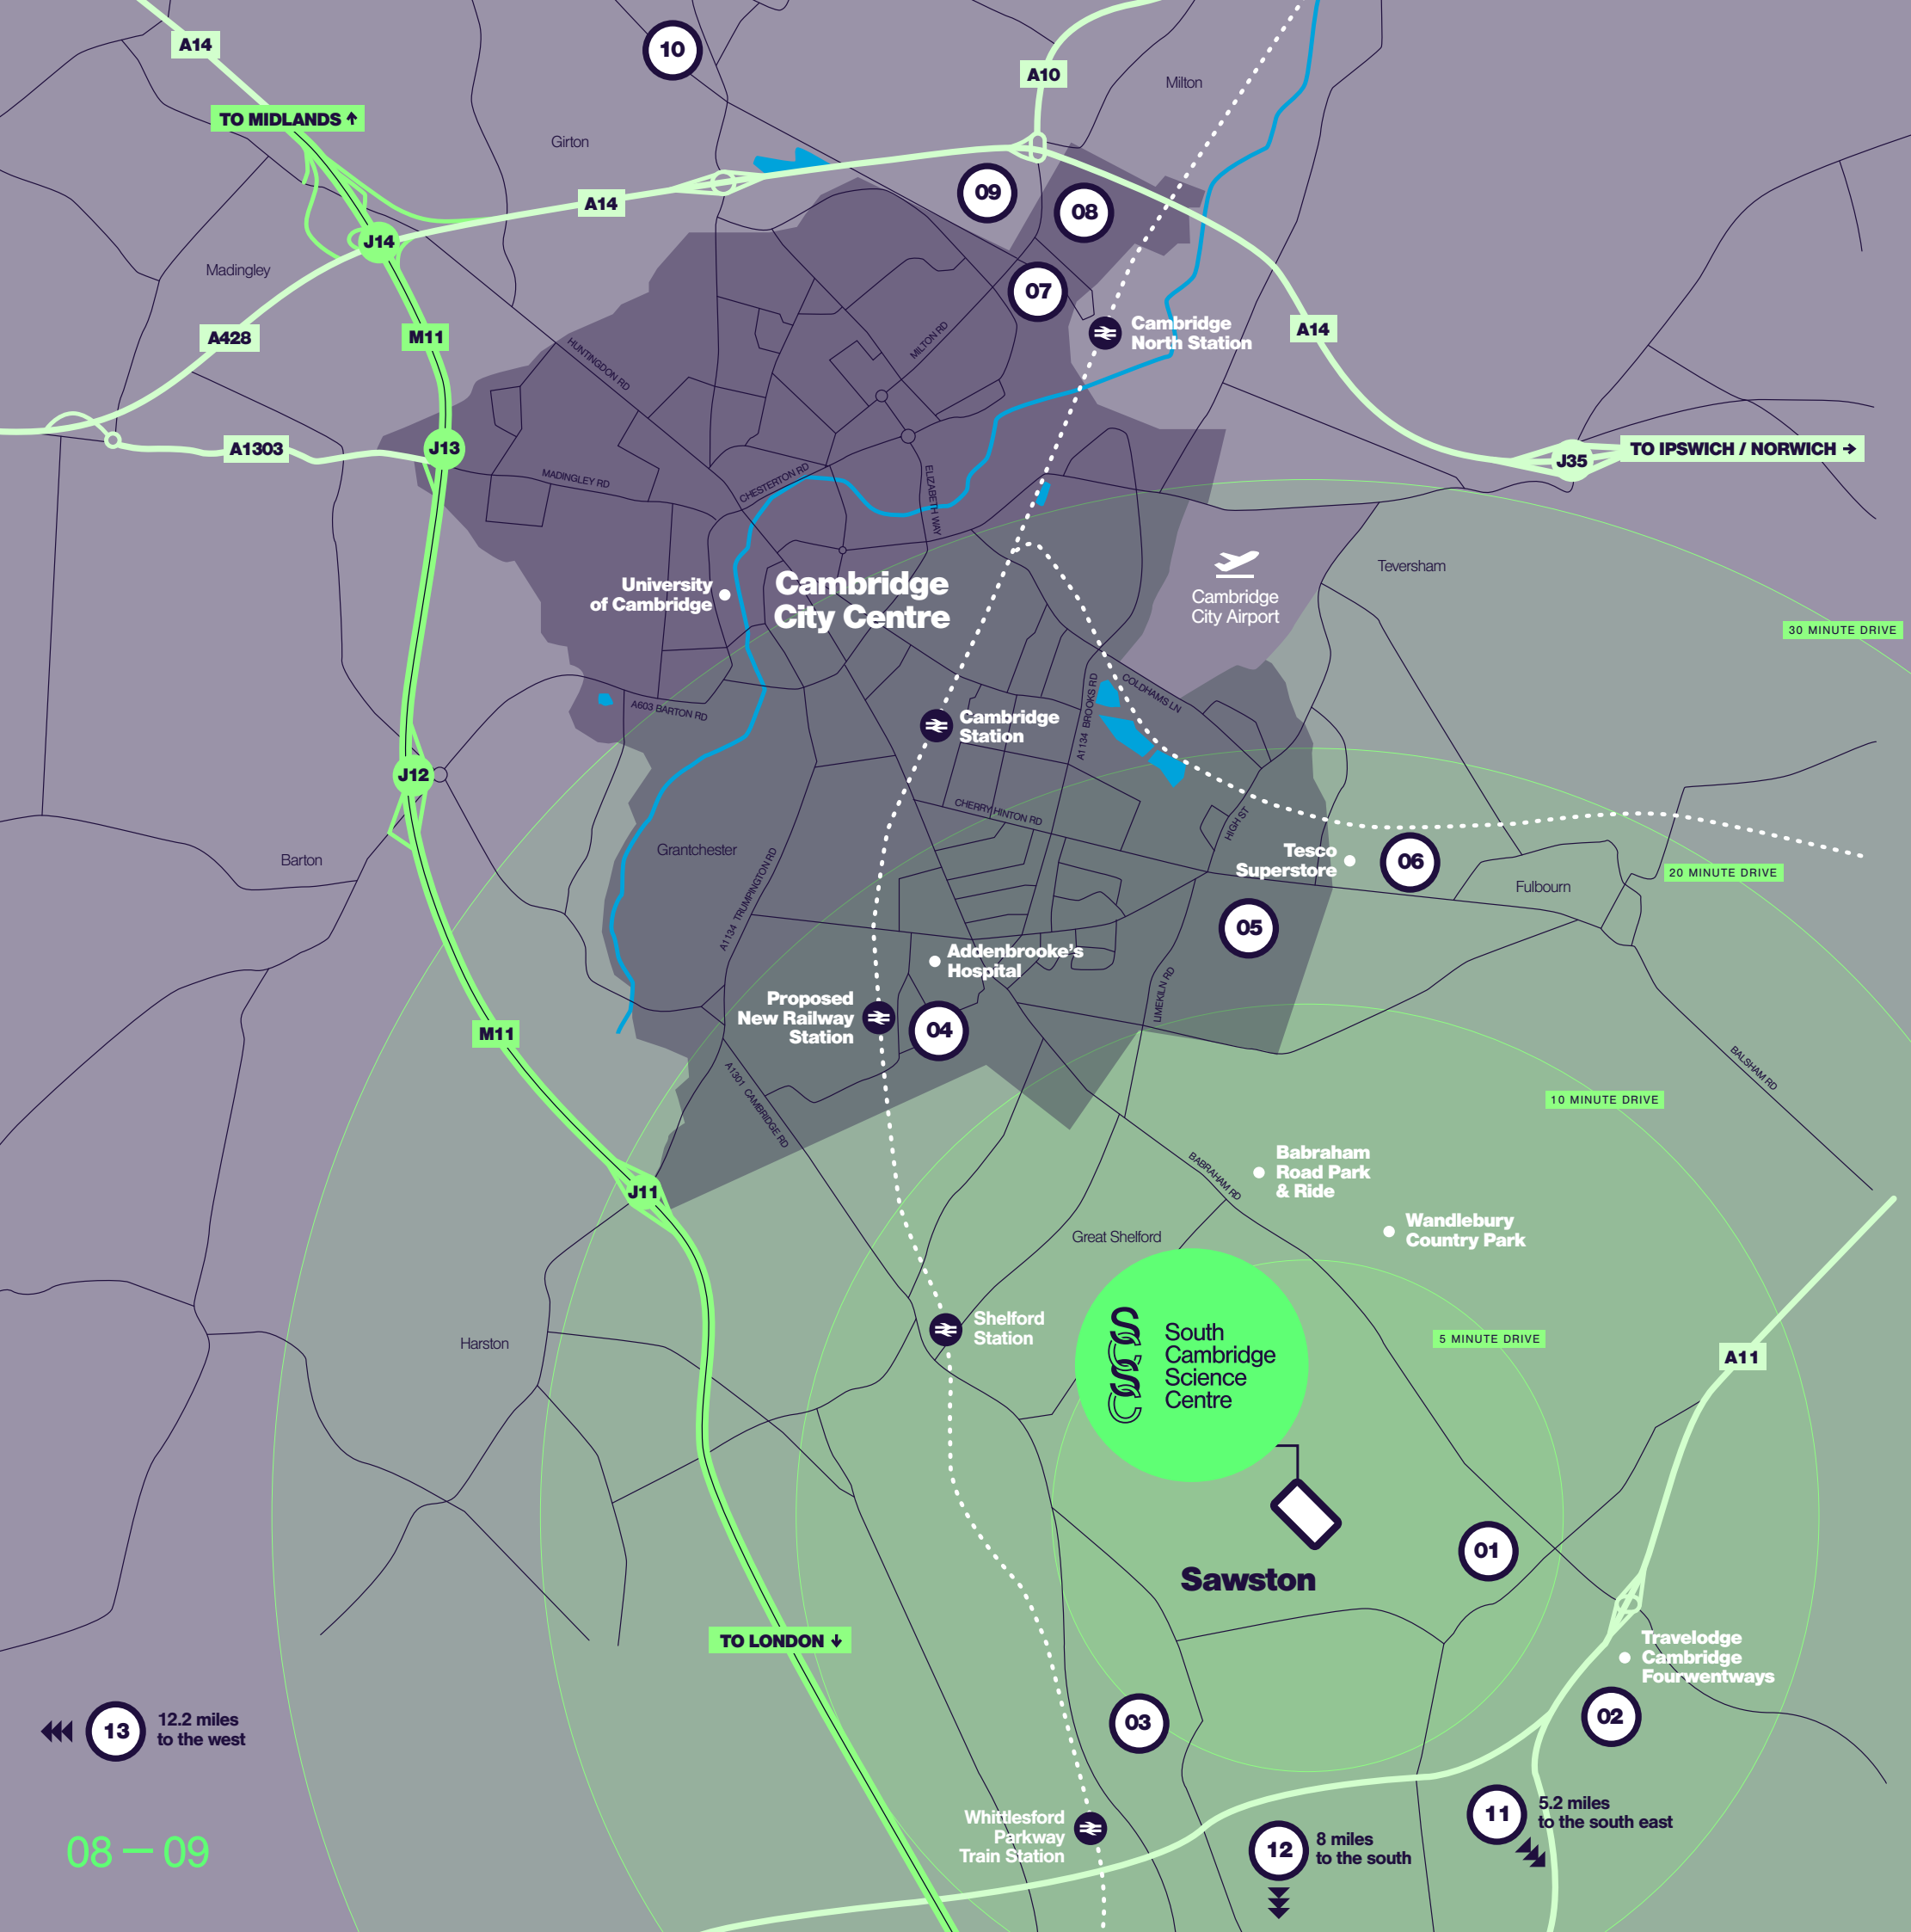 A14
10
A10
Milton
TO MIDLANDS ↑
Girton
09
A14
08
J14
Madingley
07
A428
M11
A14
Cambridge
North Station
HUNTINGDON RD
MILTON RD
A1303
J13
J35
TO IPSWICH / NORWICH →
MADINGLEY RD
CHESTERTON RD
ELIZABETH WAY
Teversham
University
of Cambridge
Cambridge
City Centre
Cambridge
City Airport
30 MINUTE DRIVE
A603 BARTON RD
A1134 BROOKS RD
COLDHAMS LN
Cambridge
Station
J12
CHERRY HINTON RD
HIGH ST
Barton
Grantchester
Tesco
Superstore
06
20 MINUTE DRIVE
Fulbourn
A1134 TRUMPINGTON RD
05
Addenbrooke's
Hospital
LIMEKILN RD
Proposed
New Railway
Station
04
M11
BALSHAM RD
A1301 CAMBRIDGE RD
10 MINUTE DRIVE
Babraham
Road Park
& Ride
BABRAHAM RD
J11
Wandlebury
Country Park
Great Shelford
Shelford
Station
Harston
SCSC
South
Cambridge
Science
Centre
5 MINUTE DRIVE
A11
01
Sawston
TO LONDON ↓
Travelodge
Cambridge
Fourwentways
13
12.2 miles
to the west
03
02
Whittlesford
Parkway
Train Station
11
5.2 miles
to the south east
12
8 miles
to the south
08 — 09